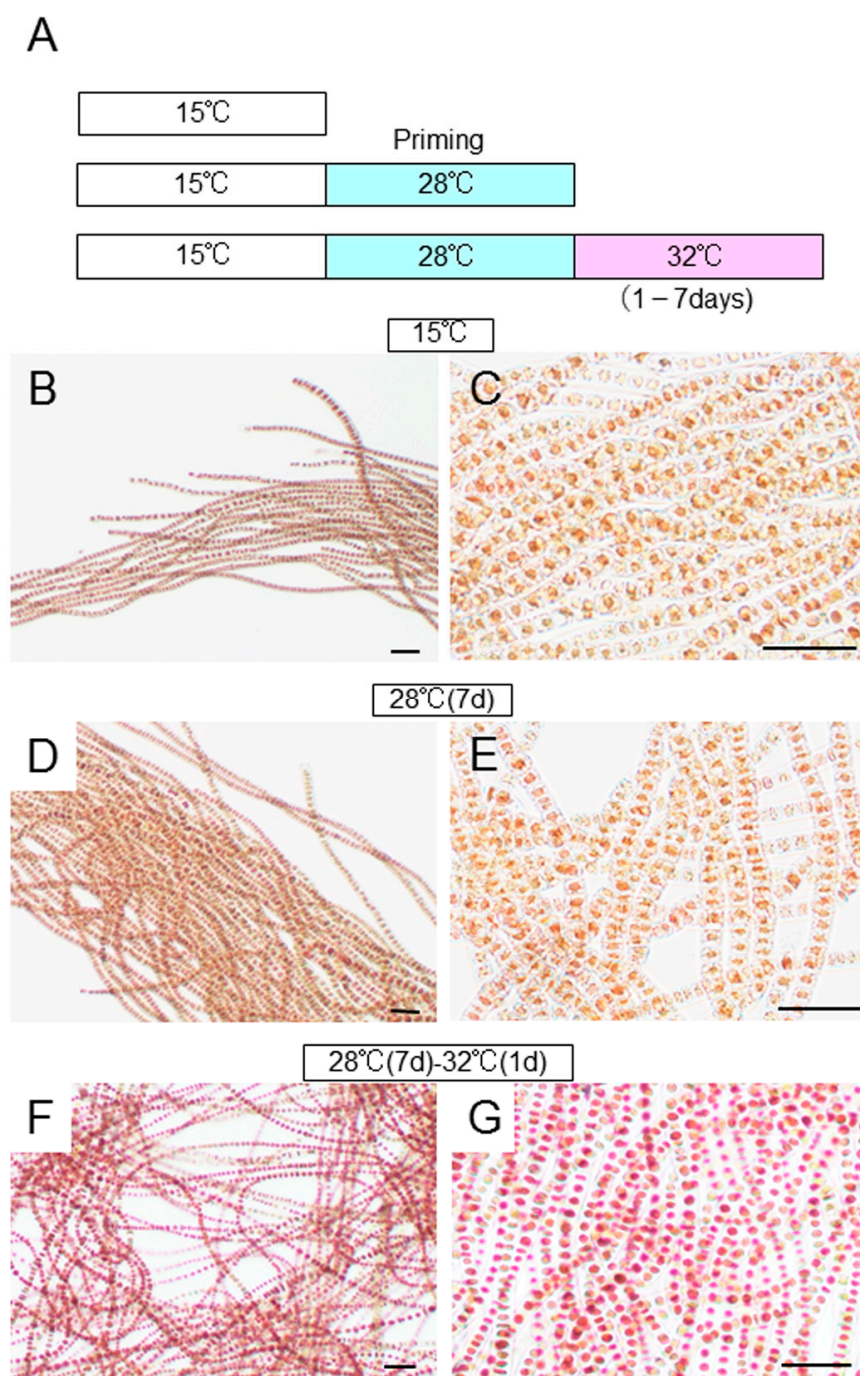 A
15℃
Priming
15℃ 28℃
15℃ 28℃ 32℃
(1-7days)
15℃
B C
28℃(7d)
D E
28℃(7d)-32℃(1d)
F G